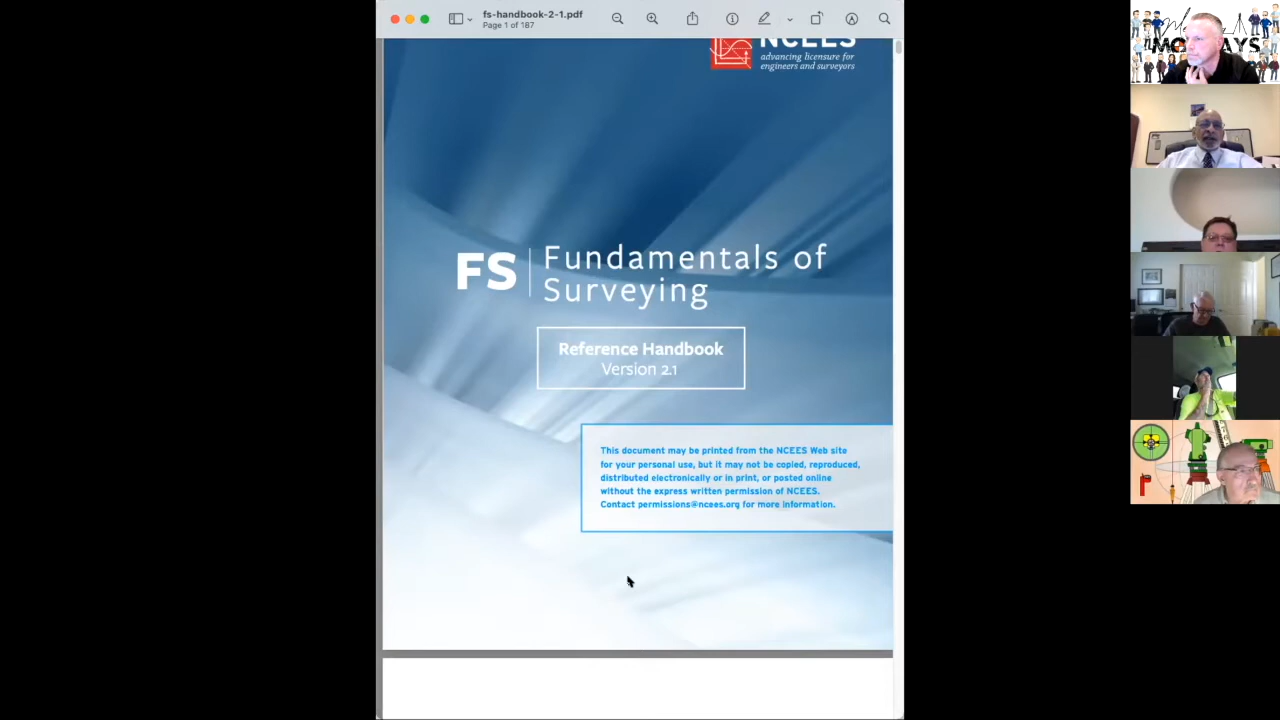 fs-handbook-2-1.pdf
Page 1 of 187
NCEES
advancing licensure for
engineers and surveyors
FS
Fundamentals of
Surveying
Reference Handbook
Version 2.1
This document may be printed from the NCEES Web site
for your personal use, but it may not be copied, reproduced,
distributed electronically or in print, or posted online
without the express written permission of NCEES.
Contact permissions@ncees.org for more information.